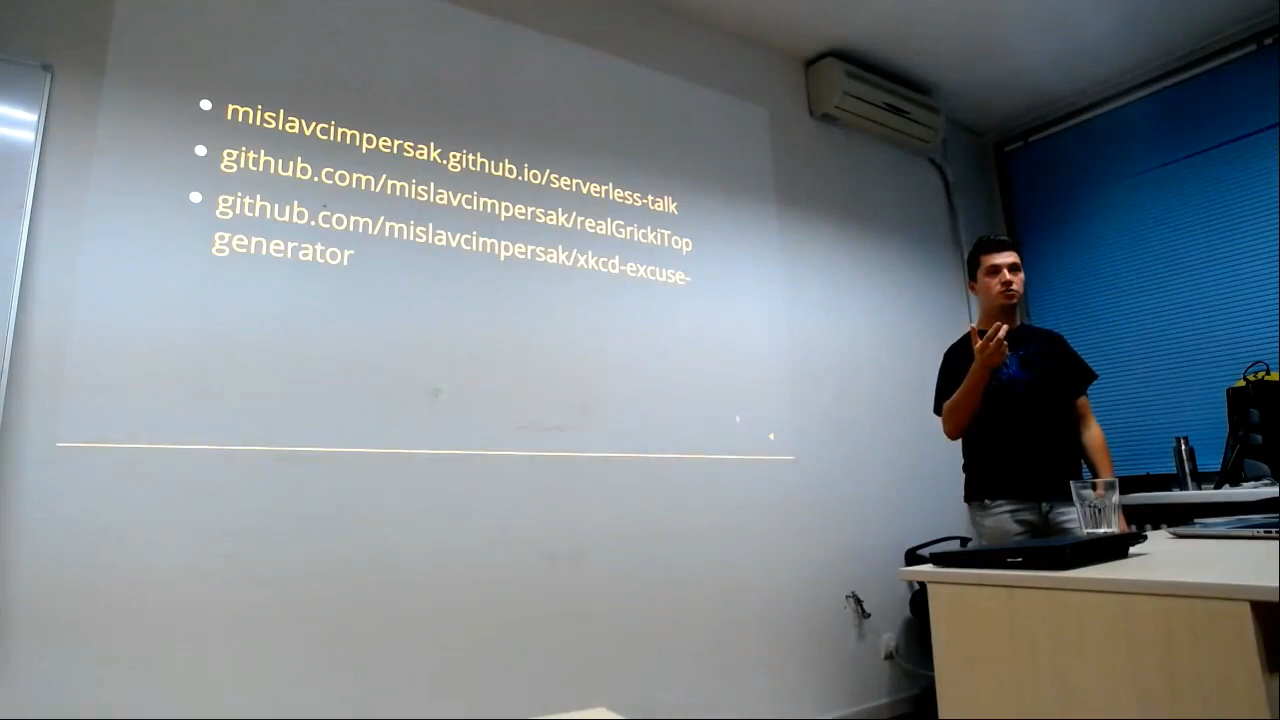 mislavcimpersak.github.io/serverless-talk
github.com/mislavcimpersak/realGrickiTop
github.com/mislavcimpersak/xkcd-excuse-
generator